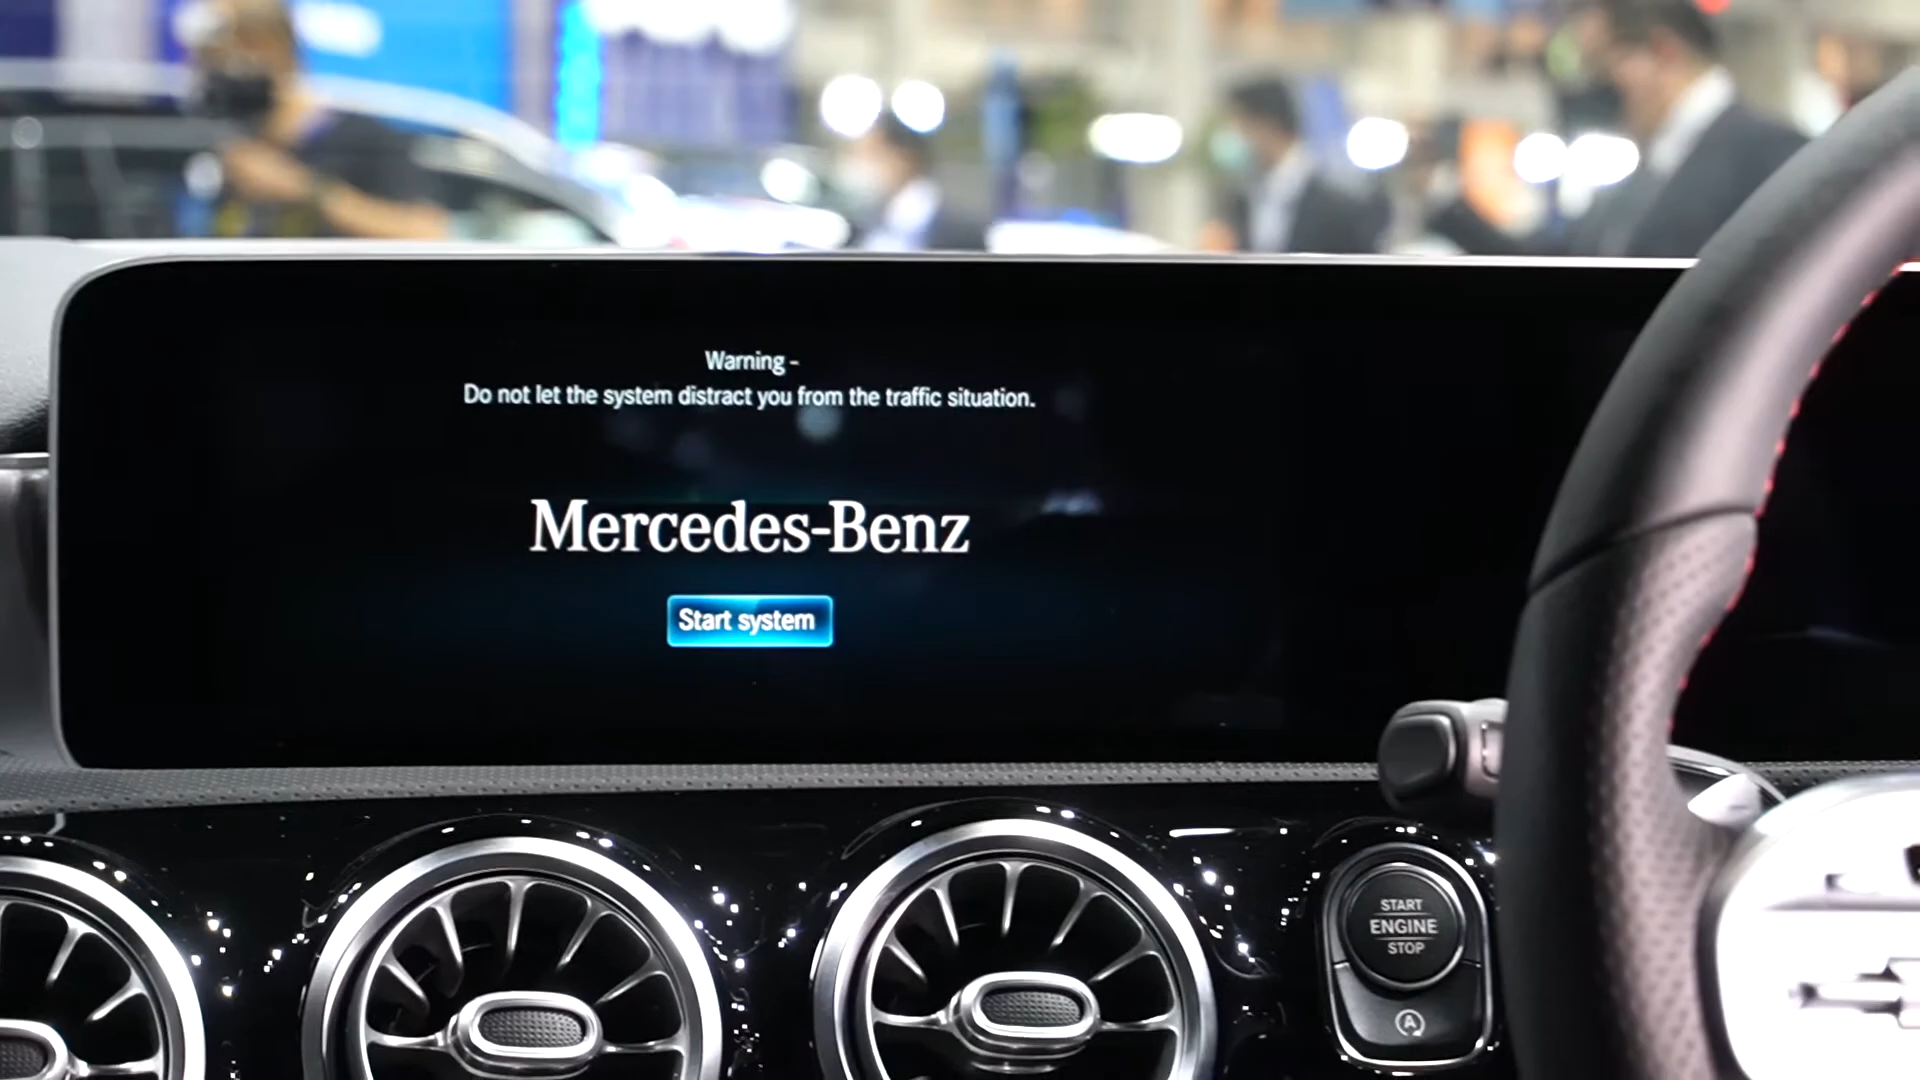 Warning -
Do not let the system distract you from the traffic situation.
Mercedes-Benz
Start system
START
ENGINE
STOP
A